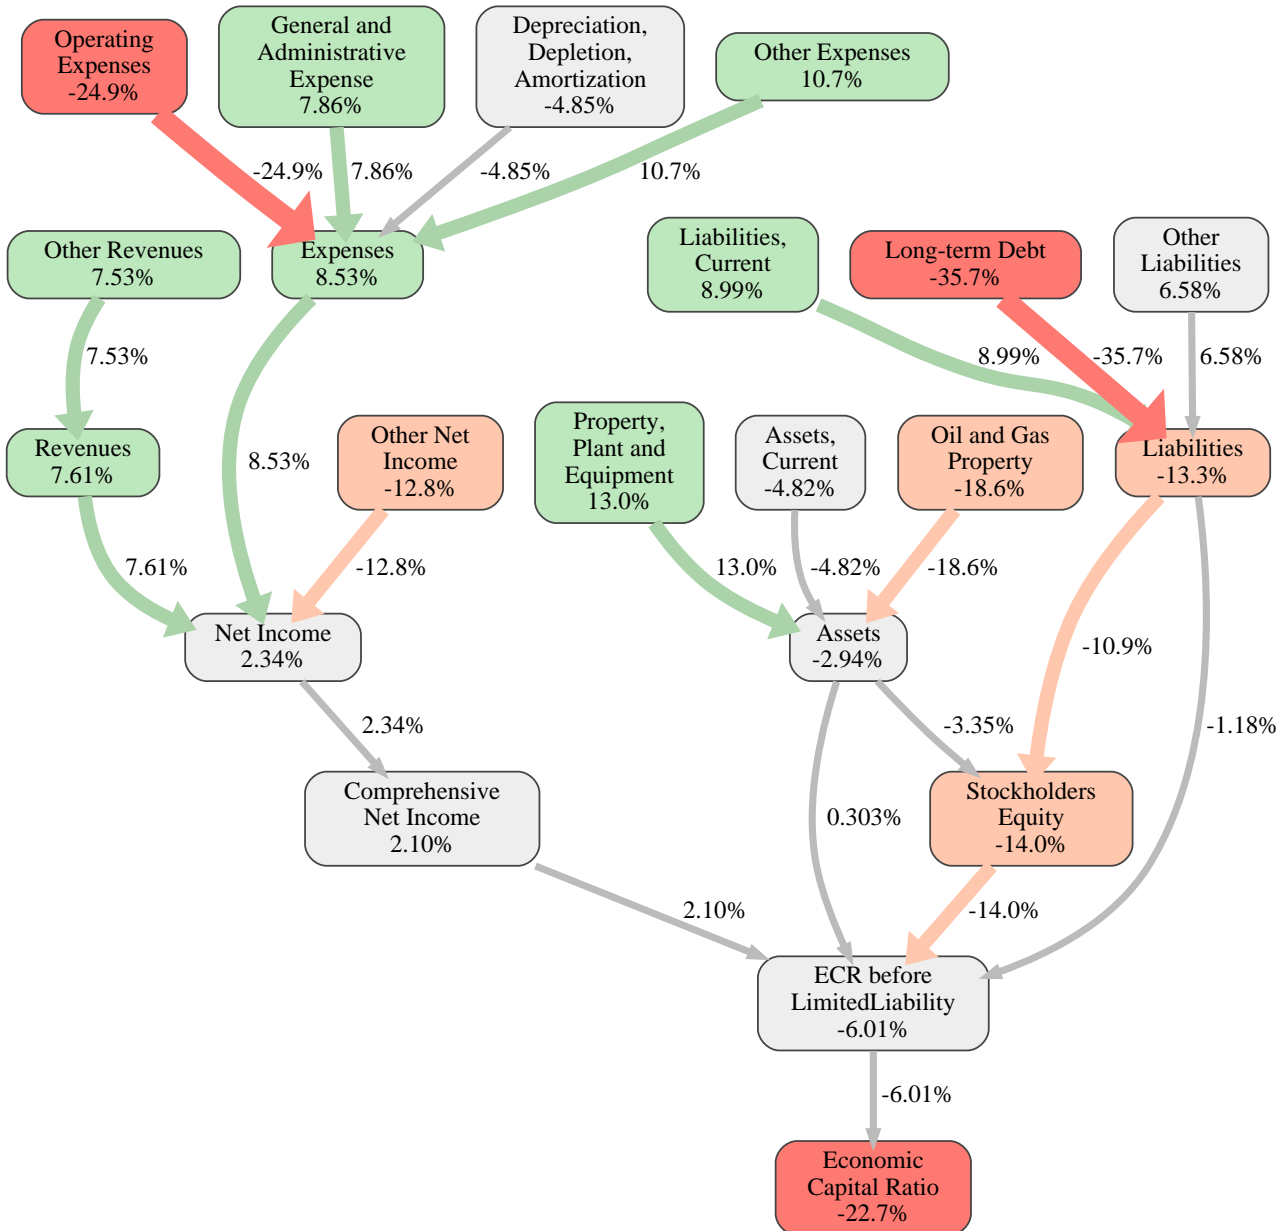 Operating
Expenses
-24.9%
General and
Administrative
Expense
7.86%
Depreciation,
Depletion,
Amortization
-4.85%
Other Expenses
10.7%
-24.9%
7.86%
-4.85%
10.7%
Other Revenues
7.53%
Expenses
8.53%
Liabilities,
Current
8.99%
Long-term Debt
-35.7%
Other
Liabilities
6.58%
7.53%
8.99%
-35.7%
6.58%
Revenues
7.61%
8.53%
Other Net
Income
-12.8%
Property,
Plant and
Equipment
13.0%
Assets,
Current
-4.82%
Oil and Gas
Property
-18.6%
Liabilities
-13.3%
7.61%
-12.8%
13.0%
-4.82%
-18.6%
Net Income
2.34%
Assets
-2.94%
-10.9%
2.34%
-3.35%
-1.18%
Comprehensive
Net Income
2.10%
0.303%
Stockholders
Equity
-14.0%
2.10%
-14.0%
ECR before
LimitedLiability
-6.01%
-6.01%
Economic
Capital Ratio
-22.7%